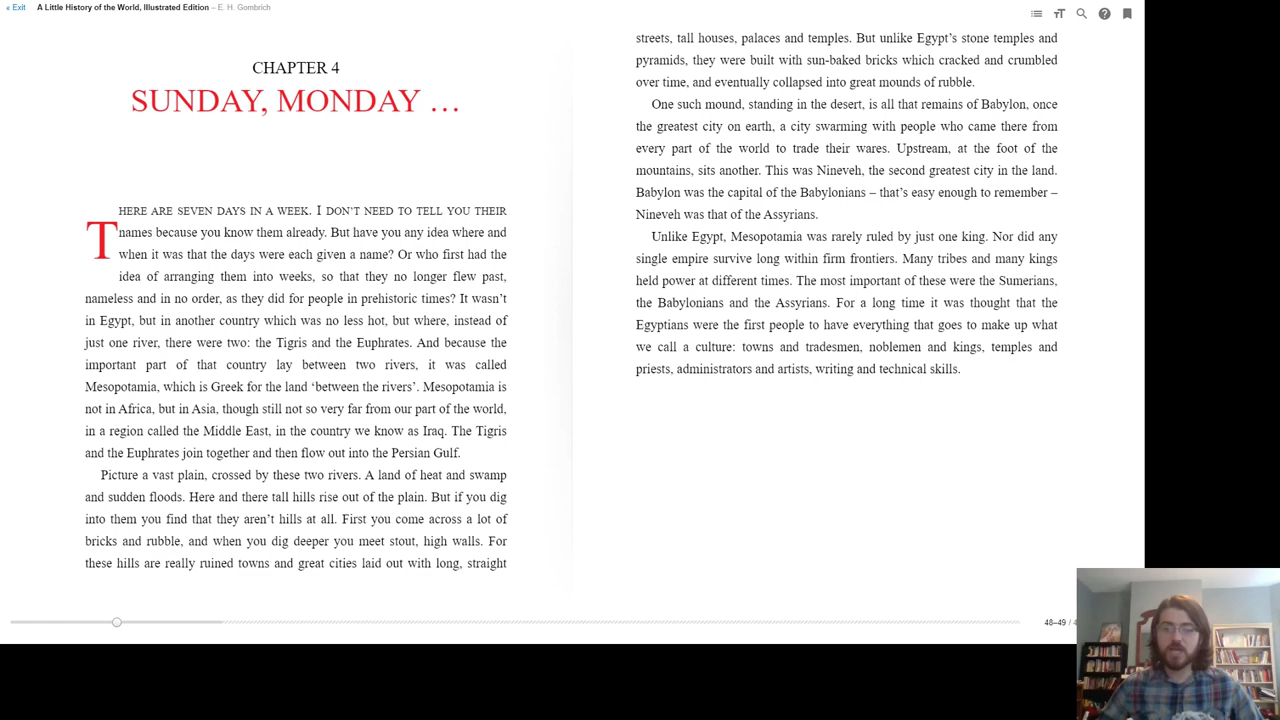 « Exit A Little History of the World, Illustrated Edition – E. H. Gombrich
CHAPTER 4
SUNDAY, MONDAY …
THERE ARE SEVEN DAYS IN A WEEK. I DON’T NEED TO TELL YOU THEIR
names because you know them already. But have you any idea where and
when it was that the days were each given a name? Or who first had the
idea of arranging them into weeks, so that they no longer flew past,
nameless and in no order, as they did for people in prehistoric times? It wasn’t
in Egypt, but in another country which was no less hot, but where, instead of
just one river, there were two: the Tigris and the Euphrates. And because the
important part of that country lay between two rivers, it was called
Mesopotamia, which is Greek for the land ‘between the rivers’. Mesopotamia is
not in Africa, but in Asia, though still not so very far from our part of the world,
in a region called the Middle East, in the country we know as Iraq. The Tigris
and the Euphrates join together and then flow out into the Persian Gulf.
Picture a vast plain, crossed by these two rivers. A land of heat and swamp
and sudden floods. Here and there tall hills rise out of the plain. But if you dig
into them you find that they aren’t hills at all. First you come across a lot of
bricks and rubble, and when you dig deeper you meet stout, high walls. For
these hills are really ruined towns and great cities laid out with long, straight
streets, tall houses, palaces and temples. But unlike Egypt’s stone temples and
pyramids, they were built with sun-baked bricks which cracked and crumbled
over time, and eventually collapsed into great mounds of rubble.
One such mound, standing in the desert, is all that remains of Babylon, once
the greatest city on earth, a city swarming with people who came there from
every part of the world to trade their wares. Upstream, at the foot of the
mountains, sits another. This was Nineveh, the second greatest city in the land.
Babylon was the capital of the Babylonians – that’s easy enough to remember –
Nineveh was that of the Assyrians.
Unlike Egypt, Mesopotamia was rarely ruled by just one king. Nor did any
single empire survive long within firm frontiers. Many tribes and many kings
held power at different times. The most important of these were the Sumerians,
the Babylonians and the Assyrians. For a long time it was thought that the
Egyptians were the first people to have everything that goes to make up what
we call a culture: towns and tradesmen, noblemen and kings, temples and
priests, administrators and artists, writing and technical skills.
48–49 /